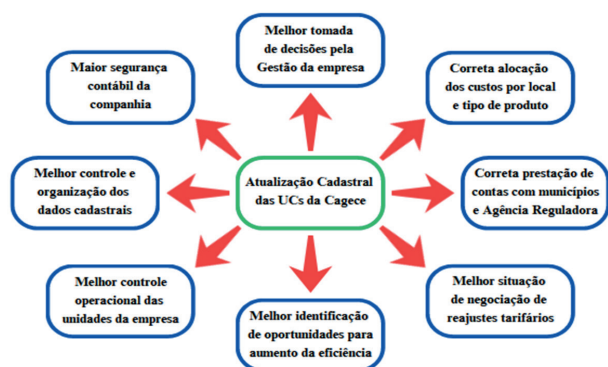 Melhor tomada
de decisões pela
Gestão da empresa
Maior segurança
contábil da
companhia
Correta alocação
dos custos por local
e tipo de produto
Melhor controle e
organização dos
dados cadastrais
Atualização Cadastral
das UCs da Cagece
Correta prestação de
contas com municípios
e Agência Reguladora
Melhor controle
operacional das
unidades da empresa
Melhor identificação
de oportunidades para
aumento da eficiência
Melhor situação
de negociação de
reajustes tarifários